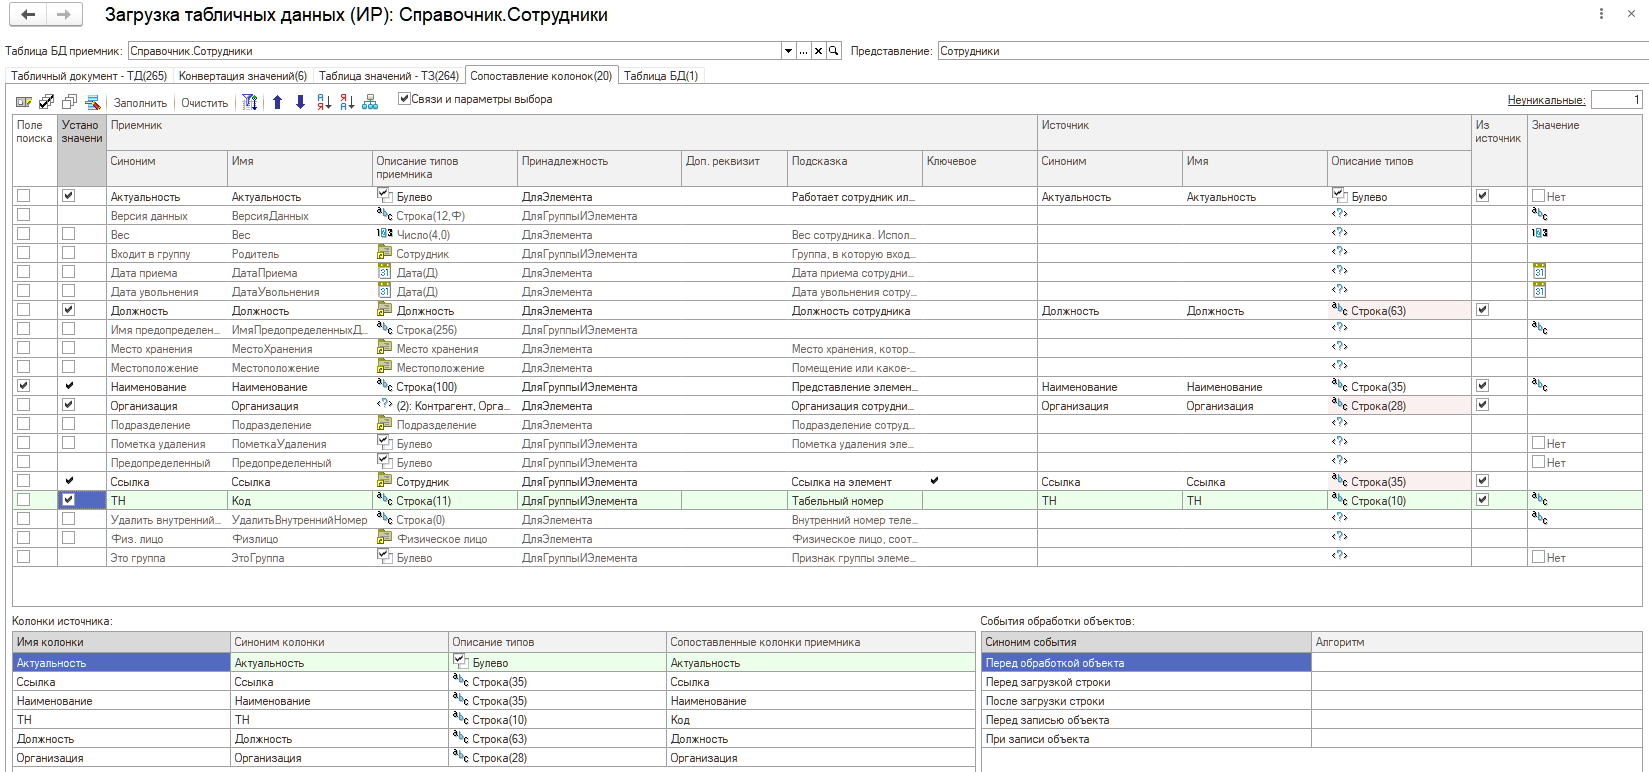 Загрузка табличных данных (ИР): Справочник.Сотрудники
Таблица БД приемник: Справочник.Сотрудники Представление: Сотрудники
Табличный документ - ТД(265) Конвертация значений(6) Таблица значений - ТЗ(264) Сопоставление колонок(20) Таблица БД(1)
Заполнить Очистить Связи и параметры выбора Неуникальные: 1
Поле поиска Устано значени Приемник Источник Из источник Значение
Синоним Имя Описание типов приемника Принадлежность Доп. реквизит Подсказка Ключевое Синоним Имя Описание типов
Актуальность Актуальность Булево ДляЭлемента Работает сотрудник ил... Актуальность Актуальность Булево Нет
Версия данных ВерсияДанных Строка(12,Ф) ДляГруппыИЭлемента <?>
Вес Вес Число(4,0) ДляЭлемента Вес сотрудника. Испол... <?>
Входит в группу Родитель Сотрудник ДляГруппыИЭлемента Группа, в которую вход... <?>
Дата приема ДатаПриема Дата(Д) ДляЭлемента Дата приема сотрудни... <?>
Дата увольнения ДатаУвольнения Дата(Д) ДляЭлемента Дата увольнения сотру... <?>
Должность Должность Должность ДляЭлемента Должность сотрудника Должность Должность Строка(63)
Имя предопределен... ИмяПредопределенныхД... Строка(256) ДляГруппыИЭлемента <?>
Место хранения МестоХранения Место хранения ДляЭлемента Место хранения, котор... <?>
Местоположение Местоположение Местоположение ДляЭлемента Помещение или какое-... <?>
Наименование Наименование Строка(100) ДляГруппыИЭлемента Представление элемен... Наименование Наименование Строка(35)
Организация Организация <?> (2): Контрагент, Орга... ДляЭлемента Организация сотрудни... Организация Организация Строка(28)
Подразделение Подразделение Подразделение ДляЭлемента Подразделение сотруд... <?>
Пометка удаления ПометкаУдаления Булево ДляГруппыИЭлемента Пометка удаления эле... <?> Нет
Предопределенный Предопределенный Булево ДляГруппыИЭлемента <?> Нет
Ссылка Ссылка Сотрудник ДляГруппыИЭлемента Ссылка на элемент Ссылка Ссылка Строка(35)
ТН Код Строка(11) ДляГруппыИЭлемента Табельный номер ТН ТН Строка(10)
Удалить внутренний... УдалитьВнутреннийНомер Строка(0) ДляЭлемента Внутренний номер теле... <?>
Физ. лицо Физлицо Физическое лицо ДляЭлемента Физическое лицо, соот... <?>
Это группа ЭтоГруппа Булево ДляГруппыИЭлемента Признак группы элеме... <?> Нет
Колонки источника: События обработки объектов:
Имя колонки Синоним колонки Описание типов Сопоставленные колонки приемника Синоним события Алгоритм
Актуальность Актуальность Булево Актуальность Перед обработкой объекта
Ссылка Ссылка Строка(35) Ссылка Перед загрузкой строки
Наименование Наименование Строка(35) Наименование После загрузки строки
ТН ТН Строка(10) Код Перед записью объекта
Должность Должность Строка(63) Должность При записи объекта
Организация Организация Строка(28) Организация